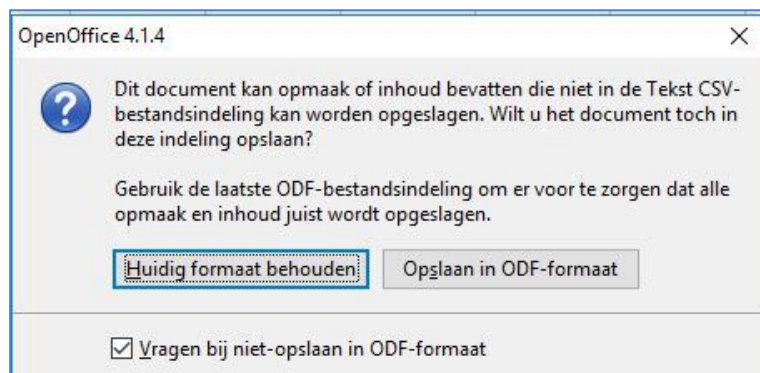 OpenOffice 4.1.4
Dit document kan opmaak of inhoud bevatten die niet in de Tekst CSV-
bestandsindeling kan worden opgeslagen. Wilt u het document toch in
deze indeling opslaan?
Gebruik de laatste ODF-bestandsindeling om er voor te zorgen dat alle
opmaak en inhoud juist wordt opgeslagen.
Huidig formaat behouden Opslaan in ODF-formaat
Vragen bij niet-opslaan in ODF-formaat